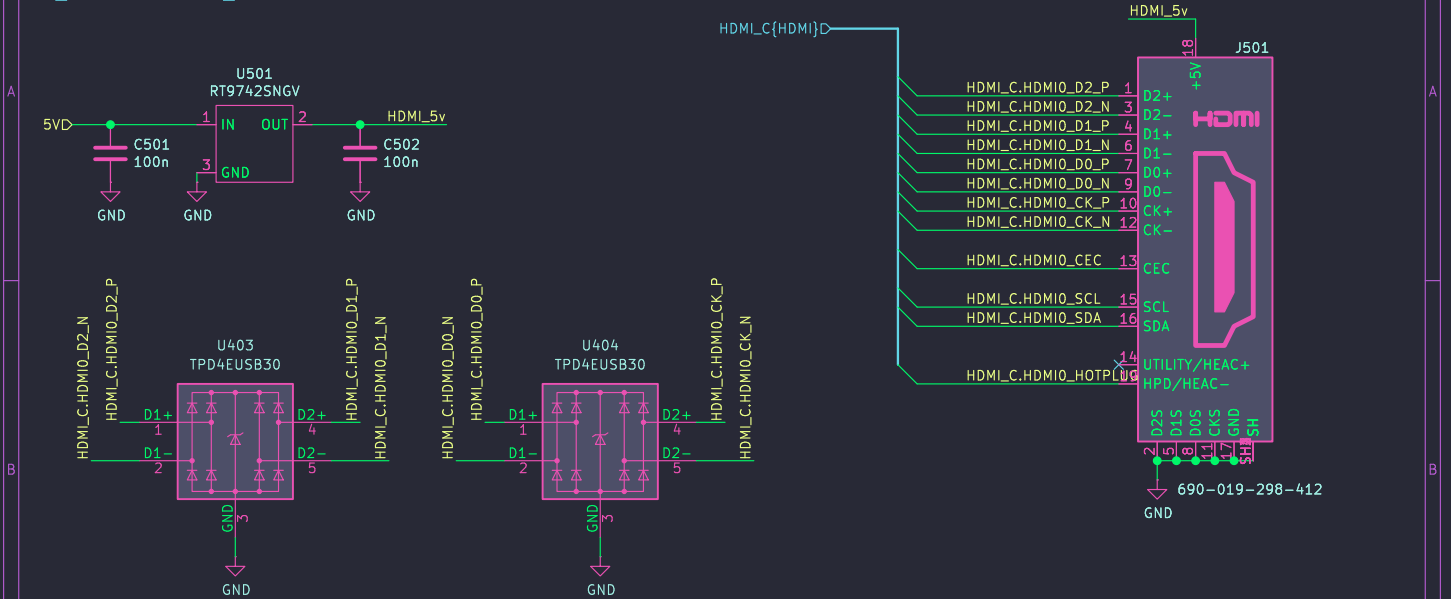 HDMI_5v
HDMI_C{HDMI}
18
J501
+5V
HDMI
A
A
U501
RT9742SNGV
5V
1
IN
OUT
2
HDMI_5v
C501
100n
3
GND
C502
100n
GND
GND
GND
HDMI_C.HDMI0_D2_P
1
D2+
HDMI_C.HDMI0_D2_N
3
D2-
HDMI_C.HDMI0_D1_P
4
D1+
HDMI_C.HDMI0_D1_N
6
D1-
HDMI_C.HDMI0_D0_P
7
D0+
HDMI_C.HDMI0_D0_N
9
D0-
HDMI_C.HDMI0_CK_P
10
CK+
HDMI_C.HDMI0_CK_N
12
CK-
HDMI_C.HDMI0_CEC
13
CEC
HDMI_C.HDMI0_SCL
15
SCL
HDMI_C.HDMI0_SDA
16
SDA
14
UTILITY/HEAC+
HDMI_C.HDMI0_HOTPLUG
HPD/HEAC-
D2S
D1S
D0S
CKS
GND
SH
2
5
8
11
17
690-019-298-412
GND
HDMI_C.HDMI0_D2_N
HDMI_C.HDMI0_D2_P
U403
TPD4EUSB30
HDMI_C.HDMI0_D1_P
HDMI_C.HDMI0_D1_N
D1+
1
D1-
2
D2+
4
D2-
5
GND
3
GND
HDMI_C.HDMI0_D0_N
HDMI_C.HDMI0_D0_P
U404
TPD4EUSB30
HDMI_C.HDMI0_CK_P
HDMI_C.HDMI0_CK_N
D1+
1
D1-
2
D2+
4
D2-
5
GND
3
GND
B
B